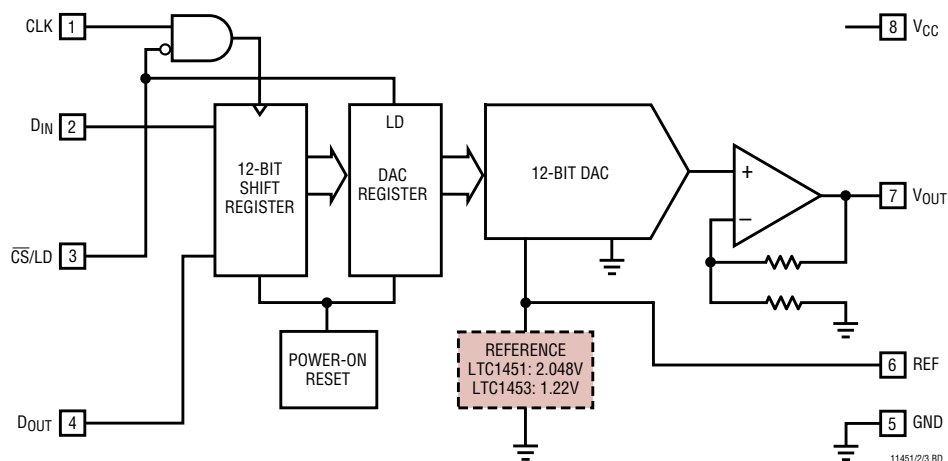 CLK 1
8 VCC
LD
DIN 2
12-BIT
SHIFT
REGISTER
DAC
REGISTER
12-BIT DAC
+
–
7 VOUT
C̅S̅/LD 3
POWER-ON
RESET
REFERENCE
LTC1451: 2.048V
LTC1453: 1.22V
6 REF
DOUT 4
5 GND
11451/2/3 BD